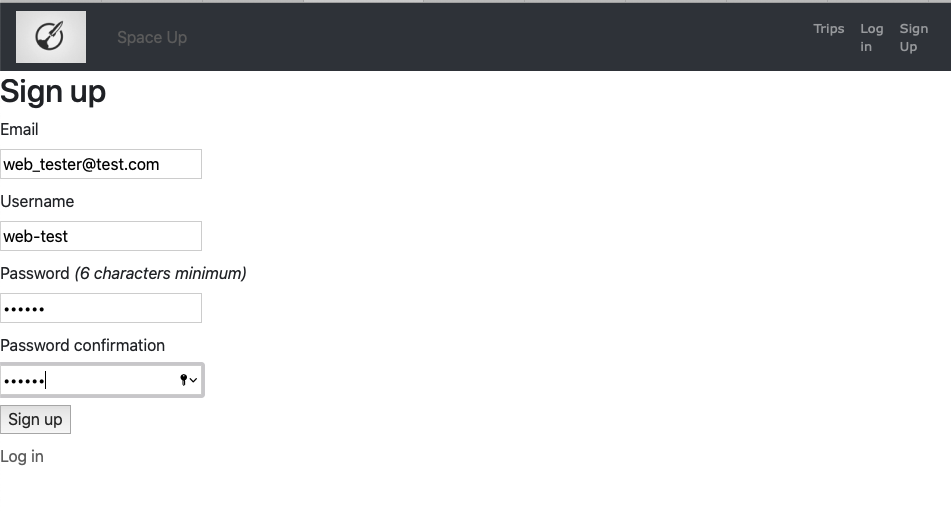 Space Up
Trips
Log in
Sign Up
Sign up
Email
web_tester@test.com
Username
web-test
Password (6 characters minimum)
••••••
Password confirmation
••••••
Sign up
Log in